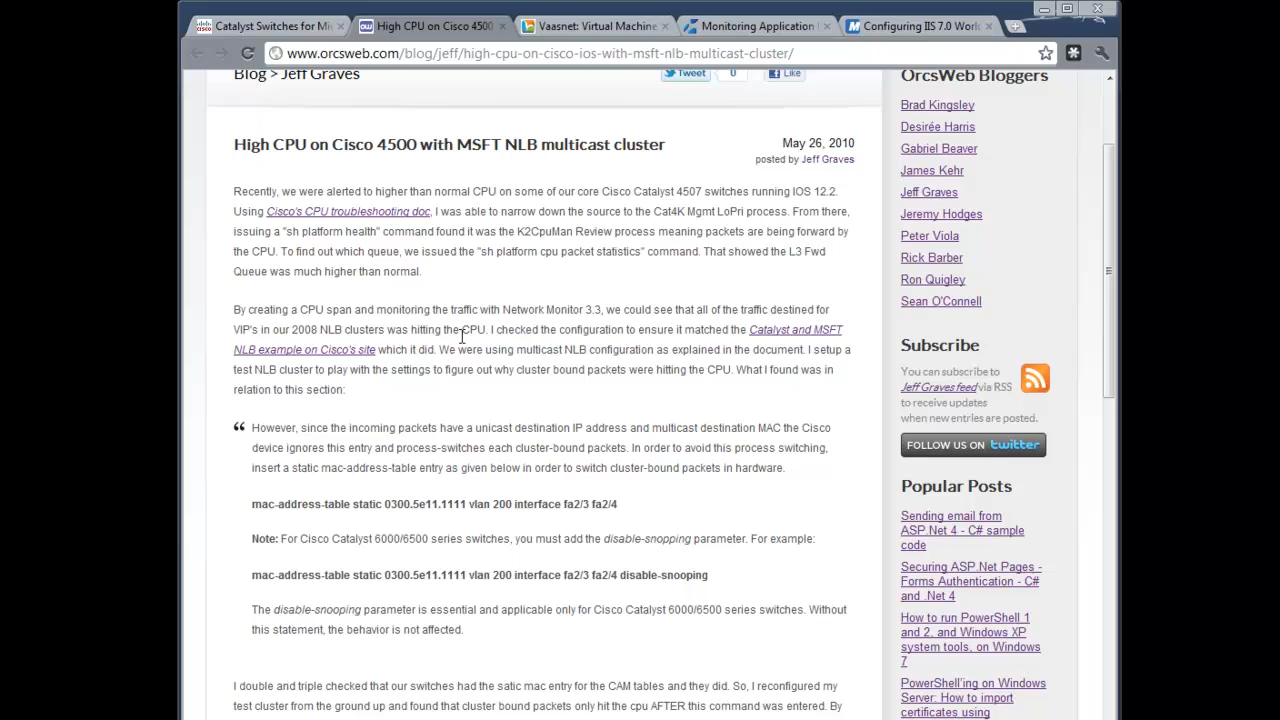 Catalyst Switches for Mi
High CPU on Cisco 4500
Vaasnet: Virtual Machine
Monitoring Application
Configuring IIS 7.0 Work
www.orcsweb.com/blog/jeff/high-cpu-on-cisco-ios-with-msft-nlb-multicast-cluster/
Blog > Jeff Graves
Tweet
0
Like
High CPU on Cisco 4500 with MSFT NLB multicast cluster
May 26, 2010
posted by Jeff Graves
Recently, we were alerted to higher than normal CPU on some of our core Cisco Catalyst 4507 switches running IOS 12.2.
Using Cisco's CPU troubleshooting doc, I was able to narrow down the source to the Cat4K Mgmt LoPri process. From there,
issuing a "sh platform health" command found it was the K2CpuMan Review process meaning packets are being forward by
the CPU. To find out which queue, we issued the "sh platform cpu packet statistics" command. That showed the L3 Fwd
Queue was much higher than normal.
By creating a CPU span and monitoring the traffic with Network Monitor 3.3, we could see that all of the traffic destined for
VIP's in our 2008 NLB clusters was hitting the CPU. I checked the configuration to ensure it matched the Catalyst and MSFT
NLB example on Cisco's site which it did. We were using multicast NLB configuration as explained in the document. I setup a
test NLB cluster to play with the settings to figure out why cluster bound packets were hitting the CPU. What I found was in
relation to this section:
“ However, since the incoming packets have a unicast destination IP address and multicast destination MAC the Cisco
device ignores this entry and process-switches each cluster-bound packets. In order to avoid this process switching,
insert a static mac-address-table entry as given below in order to switch cluster-bound packets in hardware.
mac-address-table static 0300.5e11.1111 vlan 200 interface fa2/3 fa2/4
Note: For Cisco Catalyst 6000/6500 series switches, you must add the disable-snopping parameter. For example:
mac-address-table static 0300.5e11.1111 vlan 200 interface fa2/3 fa2/4 disable-snooping
The disable-snooping parameter is essential and applicable only for Cisco Catalyst 6000/6500 series switches. Without
this statement, the behavior is not affected.
I double and triple checked that our switches had the satic mac entry for the CAM tables and they did. So, I reconfigured my
test cluster from the ground up and found that cluster bound packets only hit the cpu AFTER this command was entered. By
OrcsWeb Bloggers
Brad Kingsley
Desirée Harris
Gabriel Beaver
James Kehr
Jeff Graves
Jeremy Hodges
Peter Viola
Rick Barber
Ron Quigley
Sean O'Connell
Subscribe
You can subscribe to
Jeff Graves feed via RSS
to receive updates
when new entries are posted.
FOLLOW US ON twitter
Popular Posts
Sending email from
ASP.Net 4 - C# sample
code
Securing ASP.Net Pages -
Forms Authentication - C#
and .Net 4
How to run PowerShell 1
and 2, and Windows XP
system tools, on Windows
7
PowerShell'ing on Windows
Server: How to import
certificates using